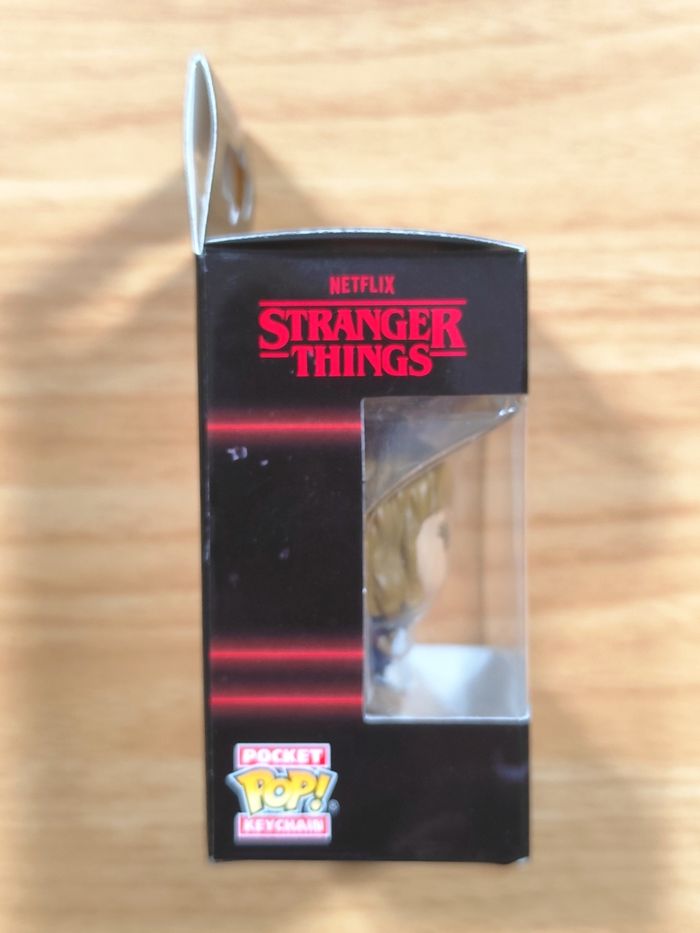 NETFLIX
STRANGER
THINGS
POCKET
POP!
KEYCHAIN